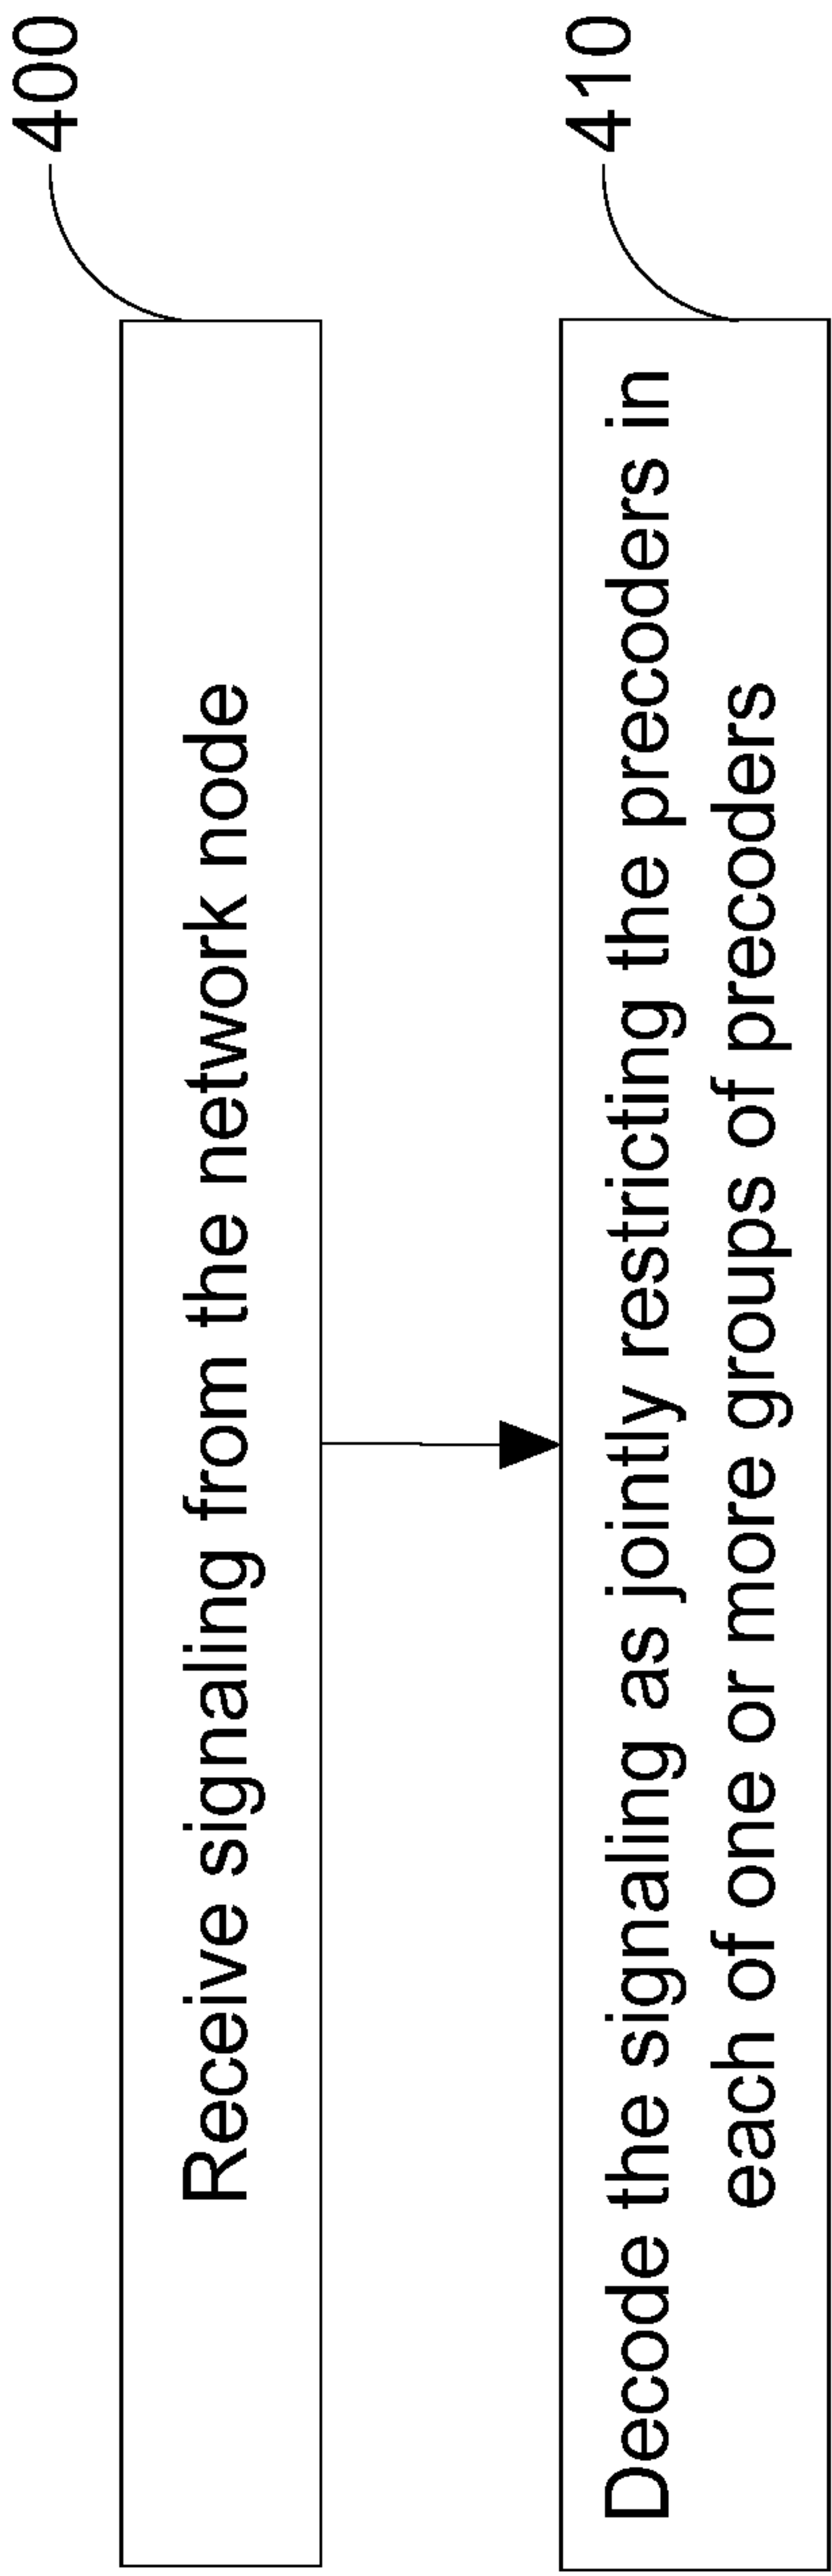 400
Receive signaling from the network node
410
Decode the signaling as jointly restricting the precoders in
each of one or more groups of precoders